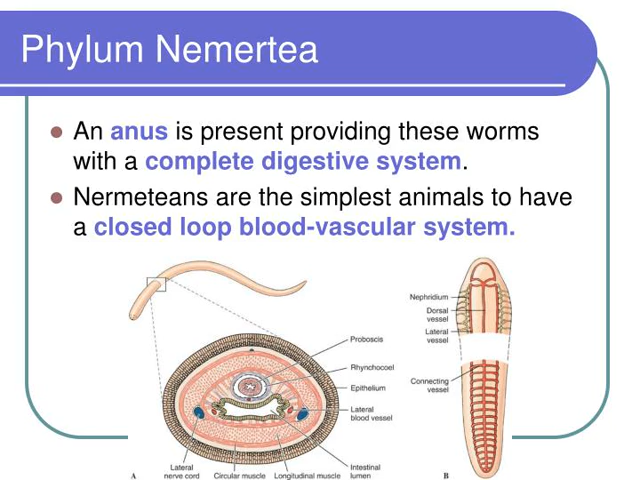 Phylum Nemertea
An anus is present providing these worms
with a complete digestive system.
Nermeteans are the simplest animals to have
a closed loop blood-vascular system.
Nephridium
Dorsal
vessel
Lateral
vessel
Connecting
vessel
Proboscis
Rhynchocoel
Epithelium
Lateral
blood vessel
Intestinal
lumen
Lateral
nerve cord
Circular muscle
Longitudinal muscle
A
B